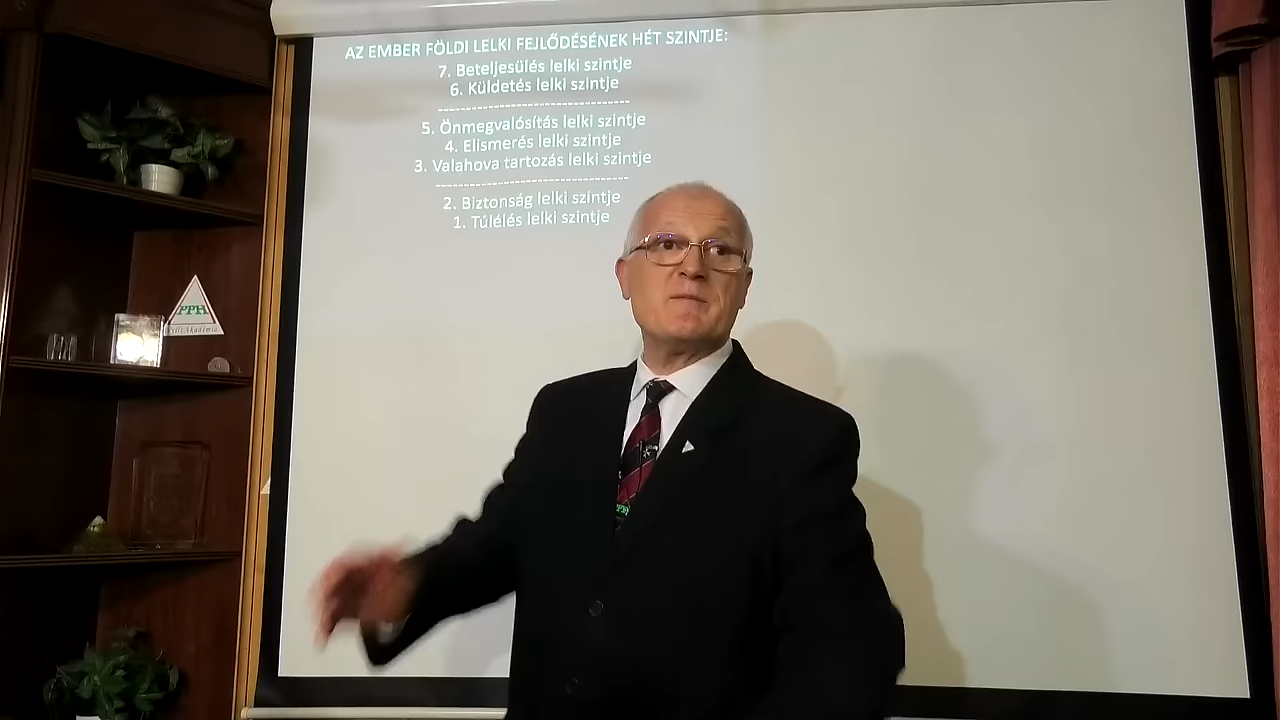 AZ EMBER FÖLDI LELKI FEJLŐDÉSÉNEK HÉT SZINTJE:
7. Beteljesülés lelki szintje
6. Küldetés lelki szintje
----------------------------------
5. Önmegvalósítás lelki szintje
4. Elismerés lelki szintje
3. Valahova tartozás lelki szintje
----------------------------------
2. Biztonság lelki szintje
1. Túlélés lelki szintje
PPH
PPH